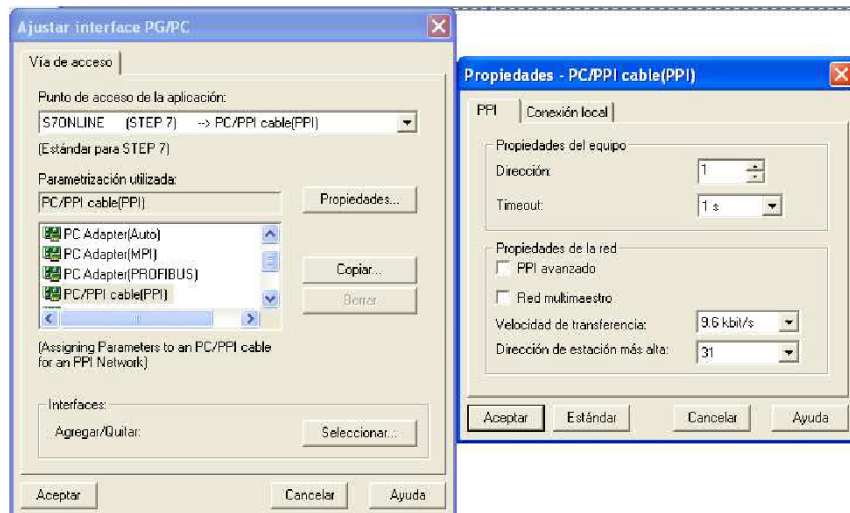 Ajustar interface PG/PC
Vía de acceso
Punto de acceso de la aplicación:
S7ONLINE (STEP 7) --> PC/PPI cable(PPI)
(Estándar para STEP 7)
Parametrización utilizada:
PC/PPI cable(PPI)
Propiedades...
PC Adapter(Auto)
PC Adapter(MPI)
PC Adapter(PROFIBUS)
PC/PPI cable(PPI)
Copiar...
Borrar
(Assigning Parameters to an PC/PPI cable
for an PPI Network)
Interfaces:
Agregar/Quitar:
Seleccionar...
Aceptar
Cancelar
Ayuda
Propiedades - PC/PPI cable(PPI)
PPI
Conexión local
Propiedades del equipo
Dirección:
1
Timeout:
1 s
Propiedades de la red
PPI avanzado
Red multimaestro
Velocidad de transferencia:
9.6 kbit/s
Dirección de estación más alta:
31
Aceptar
Estándar
Cancelar
Ayuda